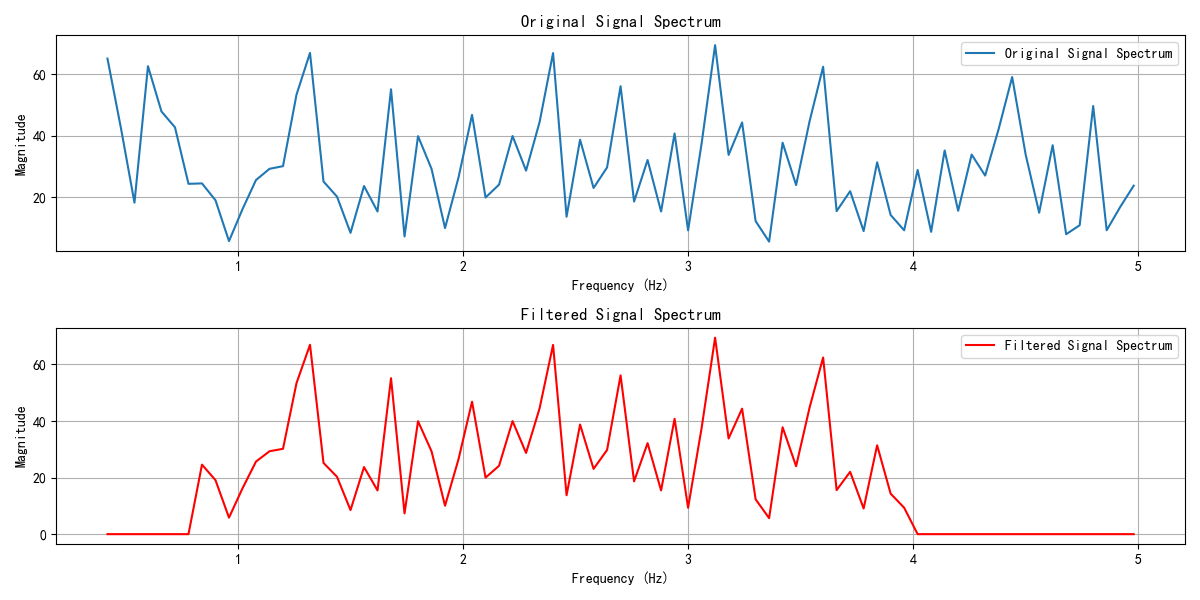 Original Signal Spectrum
Original Signal Spectrum
Magnitude
60
40
20
1 2 3 4 5
Frequency (Hz)
Filtered Signal Spectrum
Filtered Signal Spectrum
Magnitude
60
40
20
0
1 2 3 4 5
Frequency (Hz)